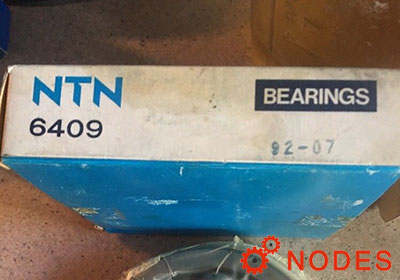 NTN
BEARINGS
6409
92-07
NODES